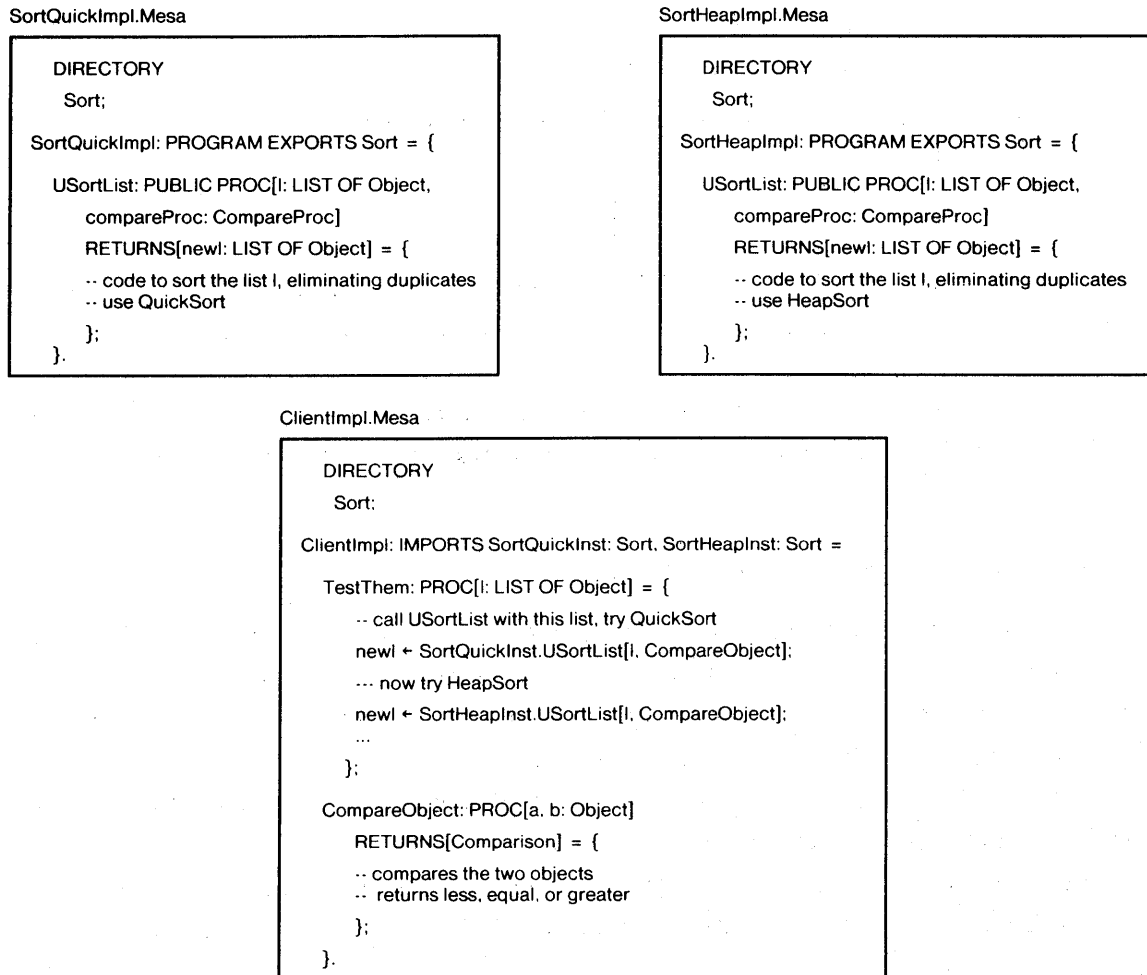 SortQuickImpl.Mesa
DIRECTORY
Sort;
SortQuickImpl: PROGRAM EXPORTS Sort = {
USortList: PUBLIC PROC[l: LIST OF Object,
compareProc: CompareProc]
RETURNS[newl: LIST OF Object] = {
-- code to sort the list l, eliminating duplicates
-- use QuickSort
};
}.
SortHeapImpl.Mesa
DIRECTORY
Sort;
SortHeapImpl: PROGRAM EXPORTS Sort = {
USortList: PUBLIC PROC[l: LIST OF Object,
compareProc: CompareProc]
RETURNS[newl: LIST OF Object] = {
-- code to sort the list l, eliminating duplicates
-- use HeapSort
};
}.
ClientImpl.Mesa
DIRECTORY
Sort;
ClientImpl: IMPORTS SortQuickInst: Sort, SortHeapInst: Sort =
TestThem: PROC[l: LIST OF Object] = {
-- call USortList with this list, try QuickSort
newl ← SortQuickInst.USortList[l, CompareObject];
--- now try HeapSort
newl ← SortHeapInst.USortList[l, CompareObject];
...
};
CompareObject: PROC[a, b: Object]
RETURNS[Comparison] = {
-- compares the two objects
-- returns less, equal, or greater
};
}.